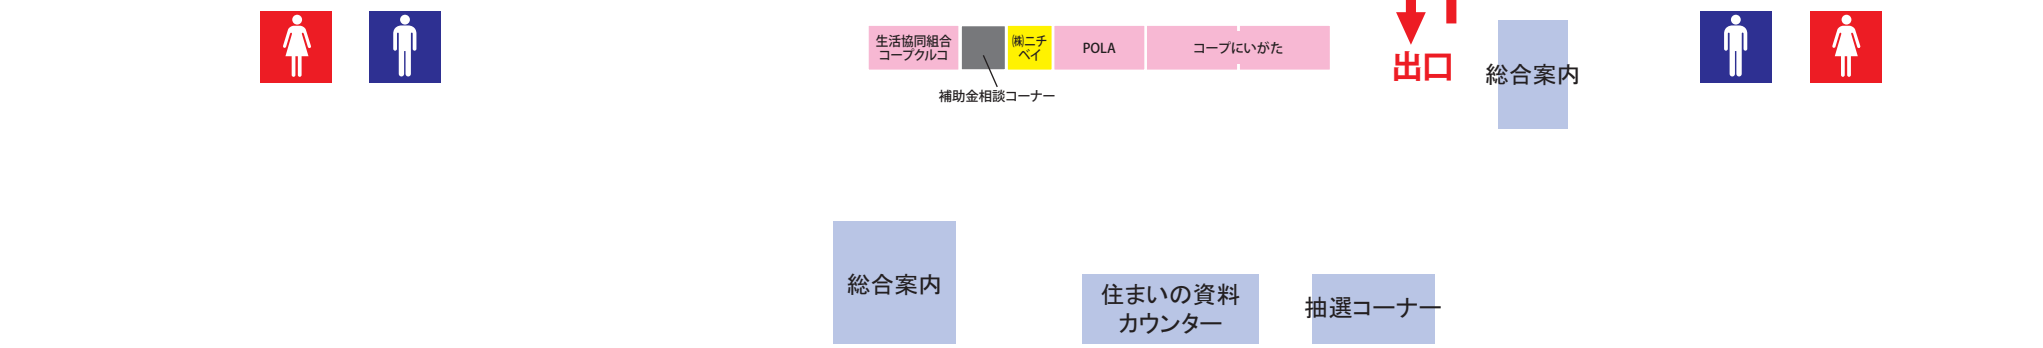 生活協同組合
コープクルコ
㈱ニチ
ベイ
POLA
コープにいがた
補助金相談コーナー
出口
総合案内
総合案内
住まいの資料
カウンター
抽選コーナー